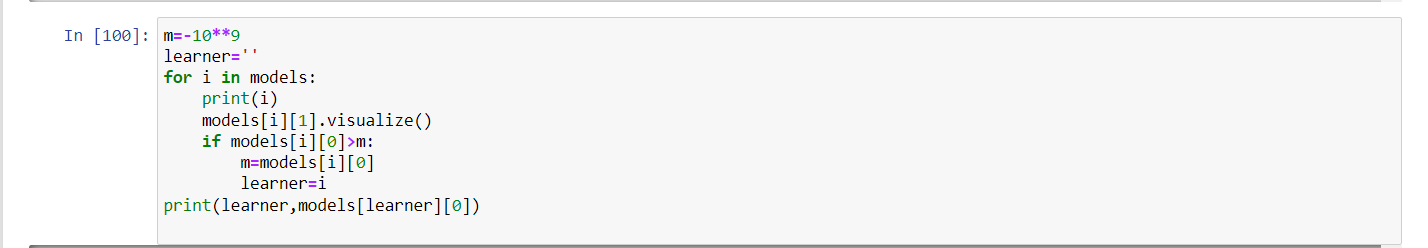 In [100]: m=-10**9
learner=''
for i in models:
    print(i)
    models[i][1].visualize()
    if models[i][0]>m:
        m=models[i][0]
        learner=i
print(learner,models[learner][0])